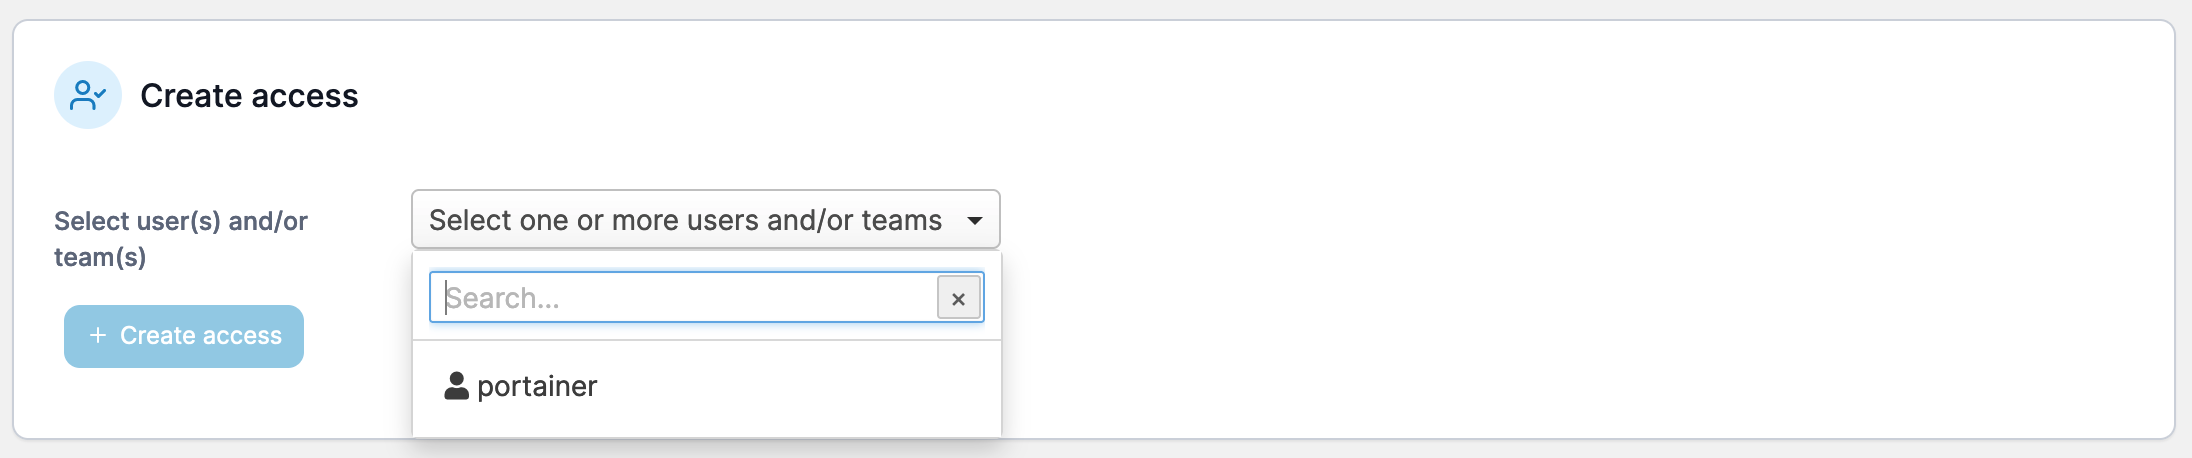 Create access
Select user(s) and/or
team(s)
Select one or more users and/or teams
Search...
×
portainer
+ Create access